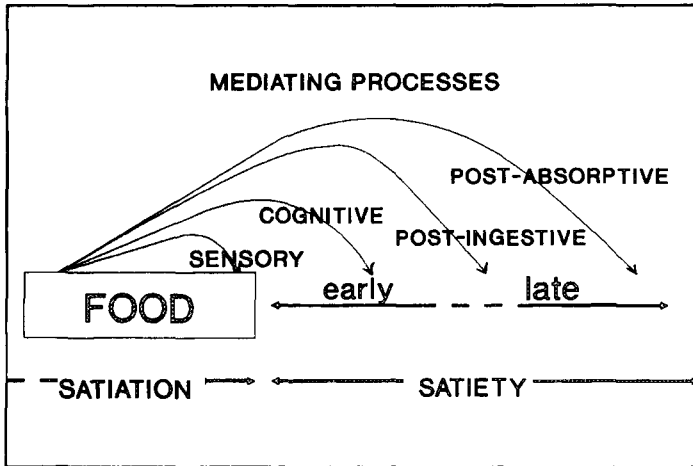 MEDIATING PROCESSES
POST-ABSORPTIVE
COGNITIVE
POST-INGESTIVE
SENSORY
early
late
FOOD
SATIATION
SATIETY